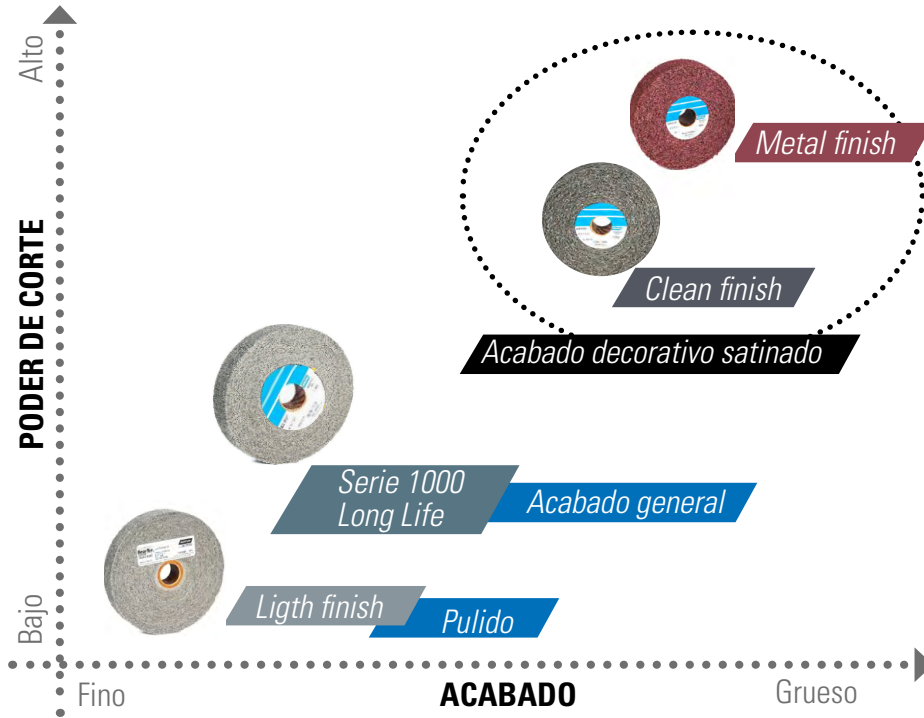 Alto
Metal finish
Clean finish
Acabado decorativo satinado
PODER DE CORTE
Serie 1000
Long Life
Acabado general
Ligth finish
Pulido
Bajo
Fino
ACABADO
Grueso